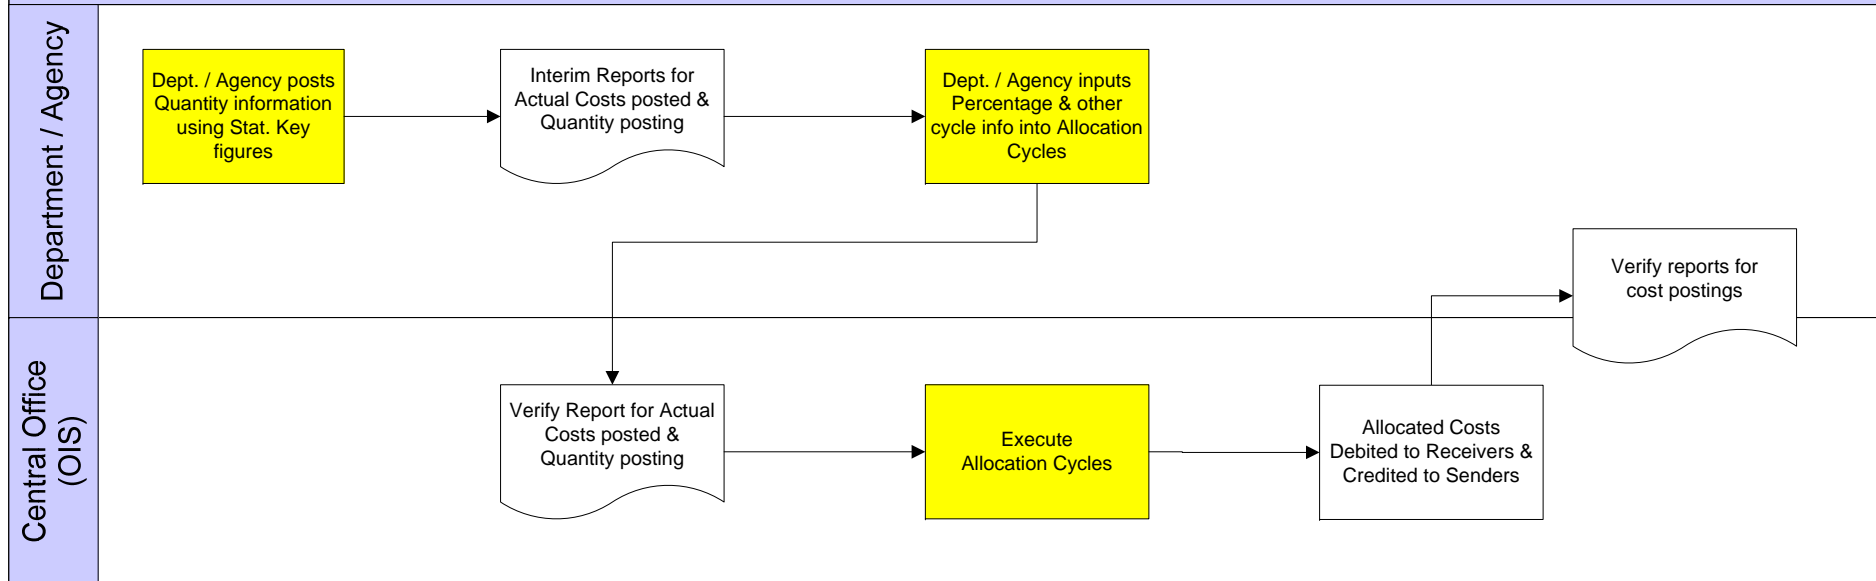 Department / Agency
Dept. / Agency posts
Quantity information
using Stat. Key
figures
Interim Reports for
Actual Costs posted &
Quantity posting
Dept. / Agency inputs
Percentage & other
cycle info into Allocation
Cycles
Verify reports for
cost postings
Central Office
(OIS)
Verify Report for Actual
Costs posted &
Quantity posting
Execute
Allocation Cycles
Allocated Costs
Debited to Receivers &
Credited to Senders